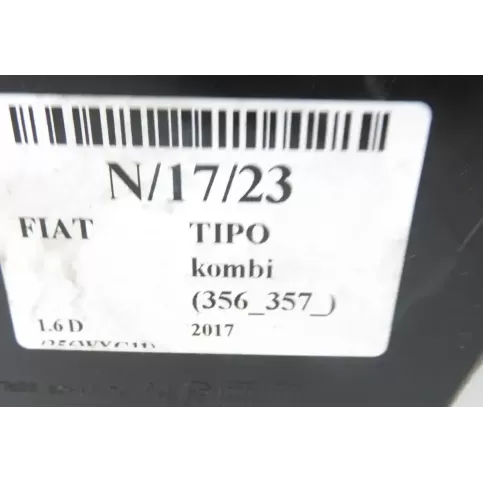 N/17/23
FIAT TIPO
kombi
(356_357_)
1.6 D 2017